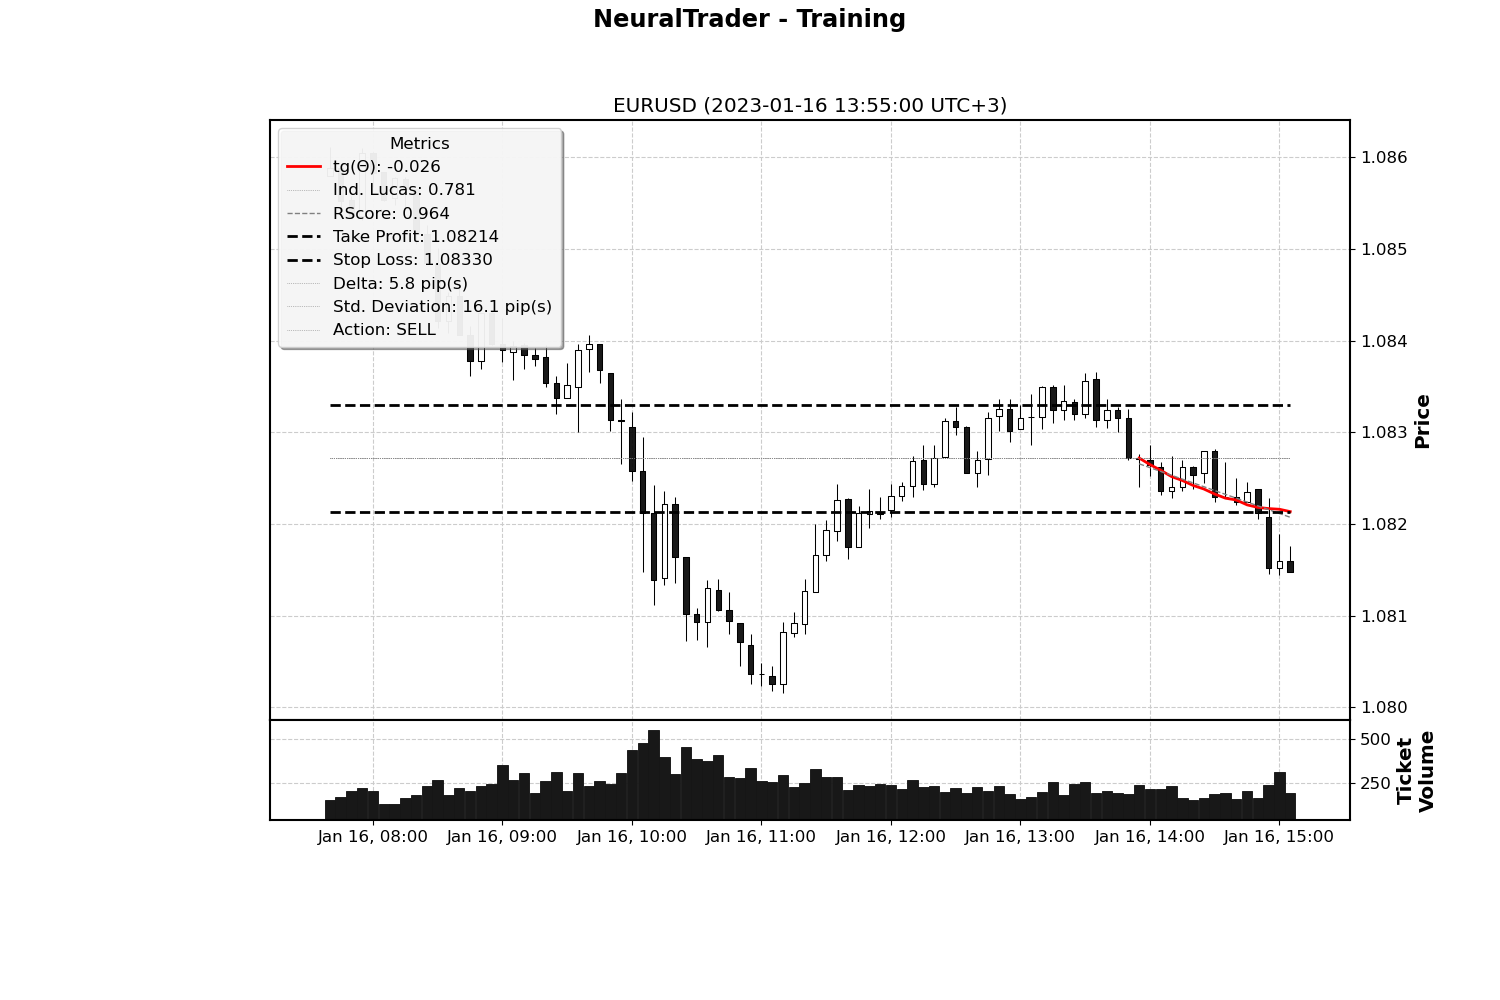 NeuralTrader - Training
EURUSD (2023-01-16 13:55:00 UTC+3)
Metrics
tg(Θ): -0.026
Ind. Lucas: 0.781
RScore: 0.964
Take Profit: 1.08214
Stop Loss: 1.08330
Delta: 5.8 pip(s)
Std. Deviation: 16.1 pip(s)
Action: SELL
1.086
1.085
1.084
1.083
1.082
1.081
1.080
Price
500
250
Ticket
Volume
Jan 16, 08:00
Jan 16, 09:00
Jan 16, 10:00
Jan 16, 11:00
Jan 16, 12:00
Jan 16, 13:00
Jan 16, 14:00
Jan 16, 15:00